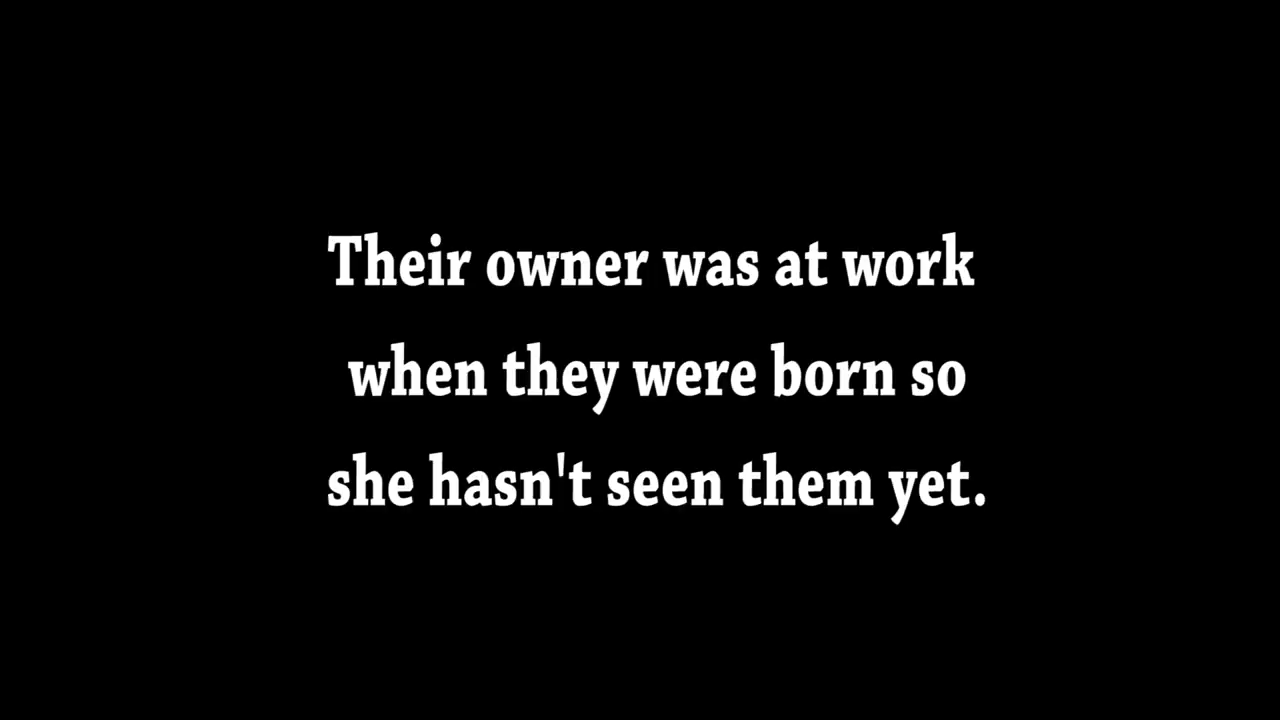 Their owner was at work
when they were born so
she hasn't seen them yet.